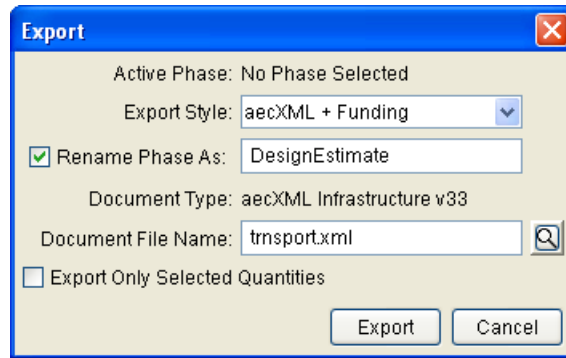 Export
Active Phase: No Phase Selected
Export Style: aecXML + Funding
Rename Phase As: DesignEstimate
Document Type: aecXML Infrastructure v33
Document File Name: trnsport.xml
Export Only Selected Quantities
Export Cancel